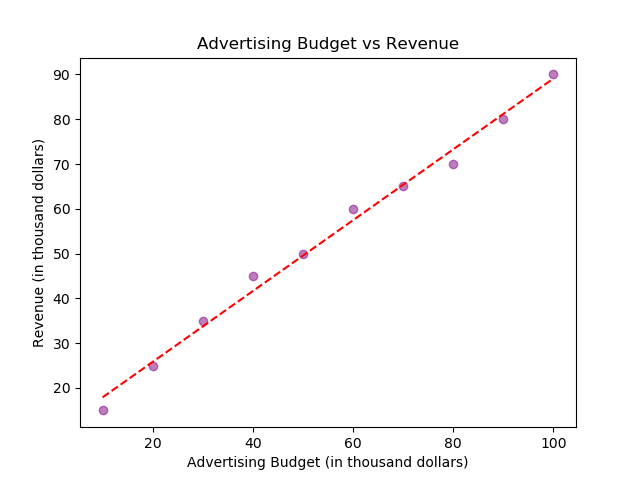 Advertising Budget vs Revenue
Revenue (in thousand dollars)
90
80
70
60
50
40
30
20
20 40 60 80 100
Advertising Budget (in thousand dollars)